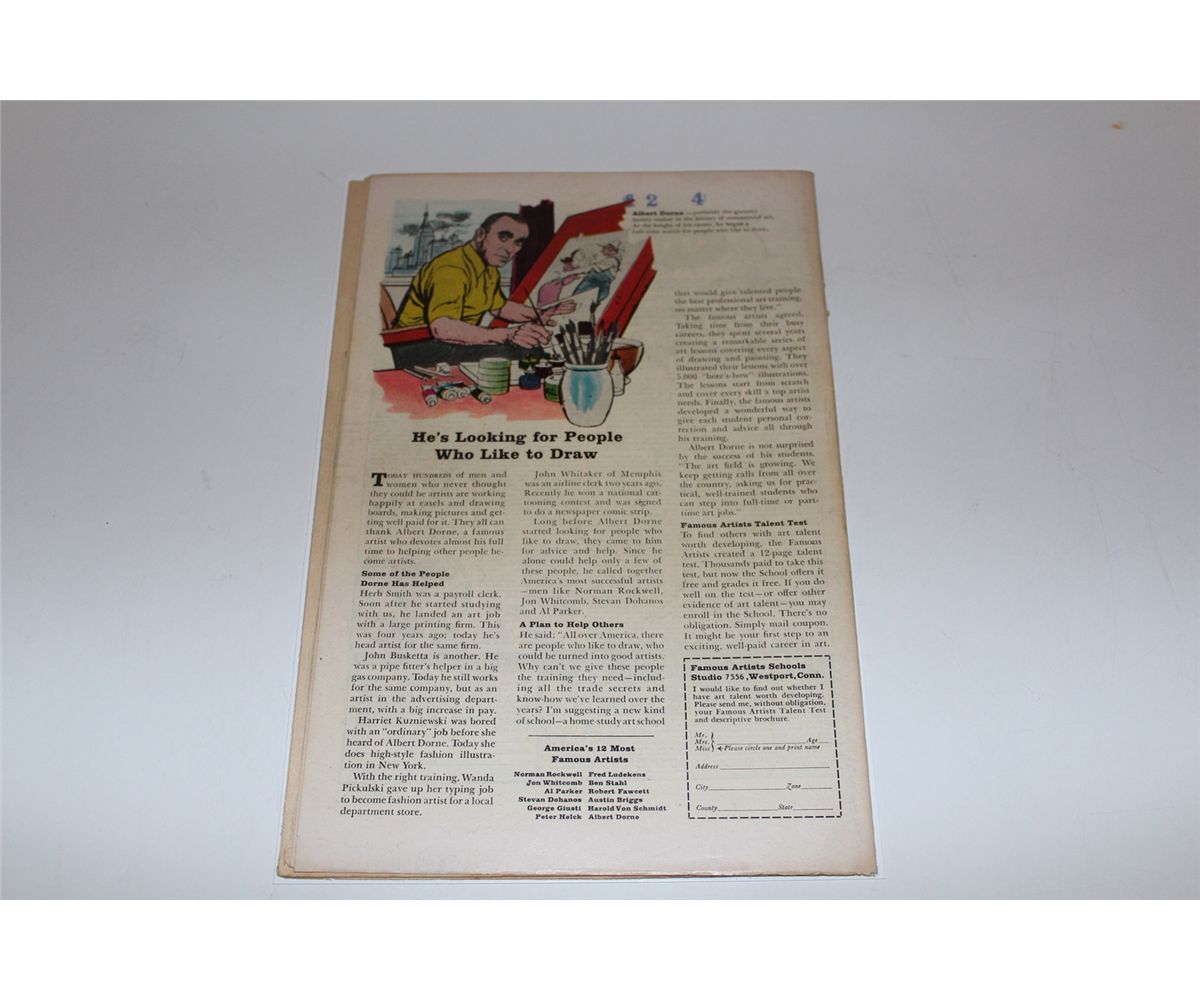 2 4
Albert Dorne — probably the greatest
money maker in the history of commercial art.
At the height of his career, he began a
full-time search for people who like to draw.
He's Looking for People
Who Like to Draw
TODAY HUNDREDS of men and
women who never thought
they could be artists are working
happily at easels and drawing
boards, making pictures and get-
ting well paid for it. They all can
thank Albert Dorne, a famous
artist who devotes almost his full
time to helping other people be-
come artists.
Some of the People
Dorne Has Helped
Herb Smith was a payroll clerk.
Soon after he started studying
with us, he landed an art job
with a large printing firm. This
was four years ago; today he's
head artist for the same firm.
John Busketta is another. He
was a pipe fitter's helper in a big
gas company. Today he still works
for the same company, but as an
artist in the advertising depart-
ment, with a big increase in pay.
Harriet Kuzniewski was bored
with an "ordinary" job before she
heard of Albert Dorne. Today she
does high-style fashion illustra-
tion in New York.
With the right training, Wanda
Pickulski gave up her typing job
to become fashion artist for a local
department store.
John Whitaker of Memphis
was an airline clerk two years ago.
Recently he won a national car-
tooning contest and was signed
to do a newspaper comic strip.
Long before Albert Dorne
started looking for people who
like to draw, they came to him
for advice and help. Since he
alone could help only a few of
these people, he called together
America's most successful artists
—men like Norman Rockwell,
Jon Whitcomb, Stevan Dohanos
and Al Parker.
A Plan to Help Others
He said: "All over America, there
are people who like to draw, who
could be turned into good artists.
Why can't we give these people
the training they need—includ-
ing all the trade secrets and
know-how we've learned over the
years? I'm suggesting a new kind
of school—a home-study art school
America's 12 Most
Famous Artists
Norman Rockwell Fred Ludekens
Jon Whitcomb Ben Stahl
Al Parker Robert Fawcett
Stevan Dohanos Austin Briggs
George Giusti Harold Von Schmidt
Peter Helck Albert Dorne
that would give talented people
the best professional art training,
no matter where they live."
The famous artists agreed.
Taking time from their busy
careers, they spent several years
creating a remarkable series of
art lessons covering every aspect
of drawing and painting. They
illustrated their lessons with over
5,000 "here's-how" illustrations.
The lessons start from scratch
and cover every skill a top artist
needs. Finally, the famous artists
developed a wonderful way to
give each student personal cor-
rection and advice all through
his training.
Albert Dorne is not surprised
by the success of his students.
"The art field is growing. We
keep getting calls from all over
the country, asking us for prac-
tical, well-trained students who
can step into full-time or part-
time art jobs."
Famous Artists Talent Test
To find others with art talent
worth developing, the Famous
Artists created a 12-page talent
test. Thousands paid to take this
test, but now the School offers it
free and grades it free. If you do
well on the test—or offer other
evidence of art talent—you may
enroll in the School. There's no
obligation. Simply mail coupon.
It might be your first step to an
exciting, well-paid career in art.
Famous Artists Schools
Studio 7556, Westport, Conn.
I would like to find out whether I
have art talent worth developing.
Please send me, without obligation,
your Famous Artists Talent Test
and descriptive brochure.
Mr.
Mrs. Age
Miss Please circle one and print name
Address
City Zone
County State